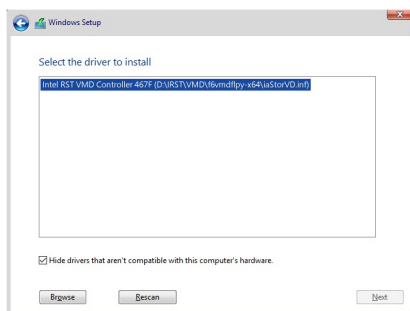 Windows Setup
Select the driver to install
Intel RST VMD Controller 467F (D:\IRST\VMD\f6vmdflpy-x64\iaStorVD.inf)
Hide drivers that aren't compatible with this computer's hardware.
Browse
Rescan
Next